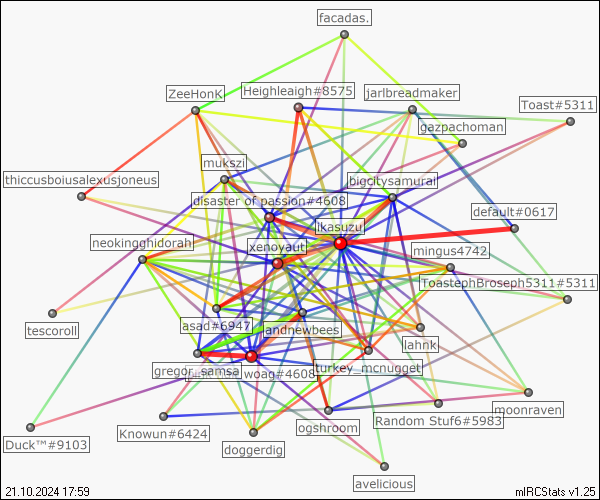 facadas.
ZeeHonK
Heighleaigh#8575
jarlbreadmaker
Toast#5311
gazpachoman
mukszi
thiccusboiusalexusjoneus
bigcitysamurai
disaster of passion#4608
default#0617
ikasuzu
neokingghidorah
xenoyaut
mingus4742
ToastephBroseph5311#5311
tescoroll
asad#6947
andnewbees
lahnk
gregor_samsa
woag#4608
turkey_mcnugget
moonraven
Random Stuf6#5983
ogshroom
Knowun#6424
Duck™#9103
doggerdig
avelicious
21.10.2024 17:59
mIRCStats v1.25